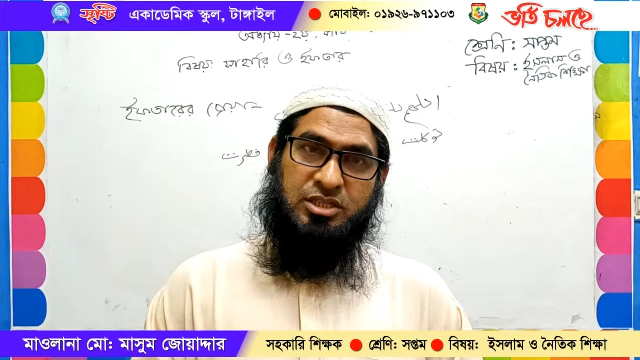 সৃষ্টি একাডেমিক স্কুল, টাঙ্গাইল ● মোবাইল: ০১৯২৬-৯৭১১০৩ ভর্তি চলছে
শ্রেণি: সপ্তম
বিষয়: ইসলাম ও
নৈতিক শিক্ষা
বিষয়: সাহরি ও ইফতার
ইফতারের
মাওলানা মো: মাসুম জোয়াদ্দার সহকারি শিক্ষক ● শ্রেণি: সপ্তম ● বিষয়: ইসলাম ও নৈতিক শিক্ষা